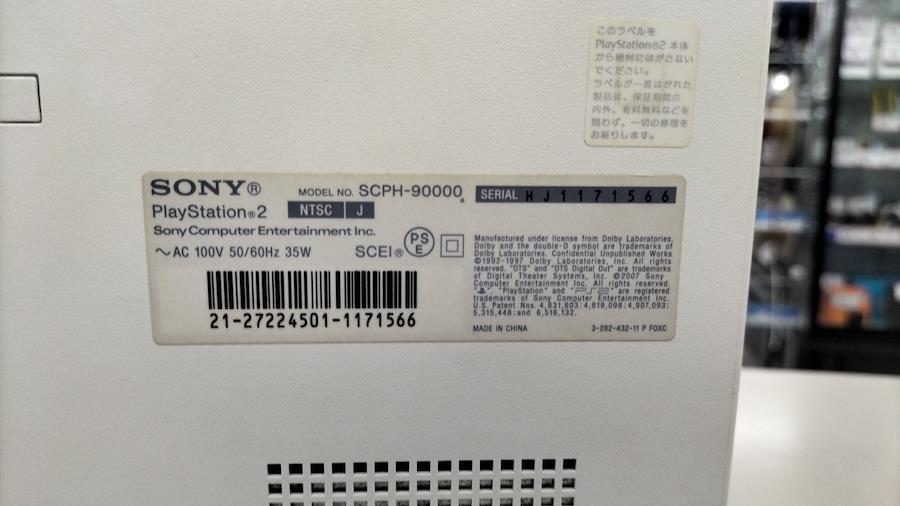 このラベルを
PlayStation®2 本体
から絶対にはがさない
でください。
ラベルが一度はがれた
製品は、保証期間の
内外、有料無料などを
問わず、一切の修理を
お断りします。
SONY® MODEL NO. SCPH-90000 a SERIAL HJ1171566
PlayStation®2 NTSC J
Sony Computer Entertainment Inc.
～AC 100V 50/60Hz 35W SCEI® PSE
21-27224501-1171566
Manufactured under license from Dolby Laboratories.
Dolby and the double-D symbol are trademarks of
Dolby Laboratories. Confidential Unpublished Works
©1992-1997 Dolby Laboratories, Inc. All rights
reserved. "DTS" and "DTS Digital Out" are trademarks
of Digital Theater Systems, Inc. ©2007 Sony
Computer Entertainment Inc. All rights reserved.
"PS", "PlayStation" and "PS2" are registered
trademarks of Sony Computer Entertainment Inc.
U.S. Patent Nos. 4,831,603; 4,819,098; 4,907,093;
5,315,448; and 6,516,132.
MADE IN CHINA 3-282-432-11 P FOXC